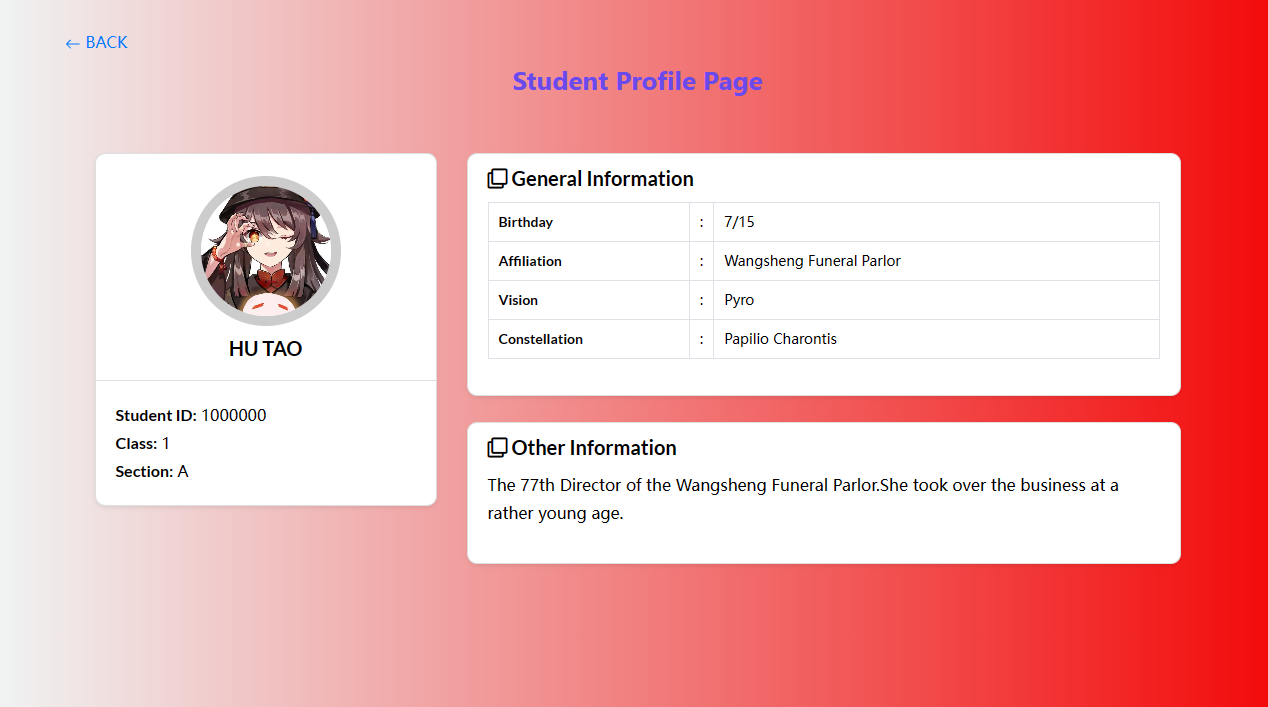 ← BACK
Student Profile Page
HU TAO
Student ID: 1000000
Class: 1
Section: A
General Information
Birthday : 7/15
Affiliation : Wangsheng Funeral Parlor
Vision : Pyro
Constellation : Papilio Charontis
Other Information
The 77th Director of the Wangsheng Funeral Parlor.She took over the business at a
rather young age.